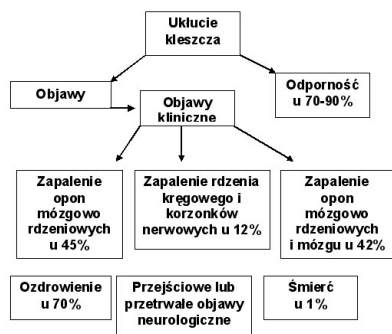 Ukłucie
kleszcza
Objawy
Odporność
u 70-90%
Objawy
kliniczne
Zapalenie
opon
mózgowo
rdzeniowych
u 45%
Zapalenie rdzenia
kręgowego i
korzonków
nerwowych u 12%
Zapalenie
opon
mózgowo
rdzeniowych
i mózgu u 42%
Ozdrowienie
u 70%
Przejściowe lub
przetrwałe objawy
neurologiczne
Śmierć
u 1%